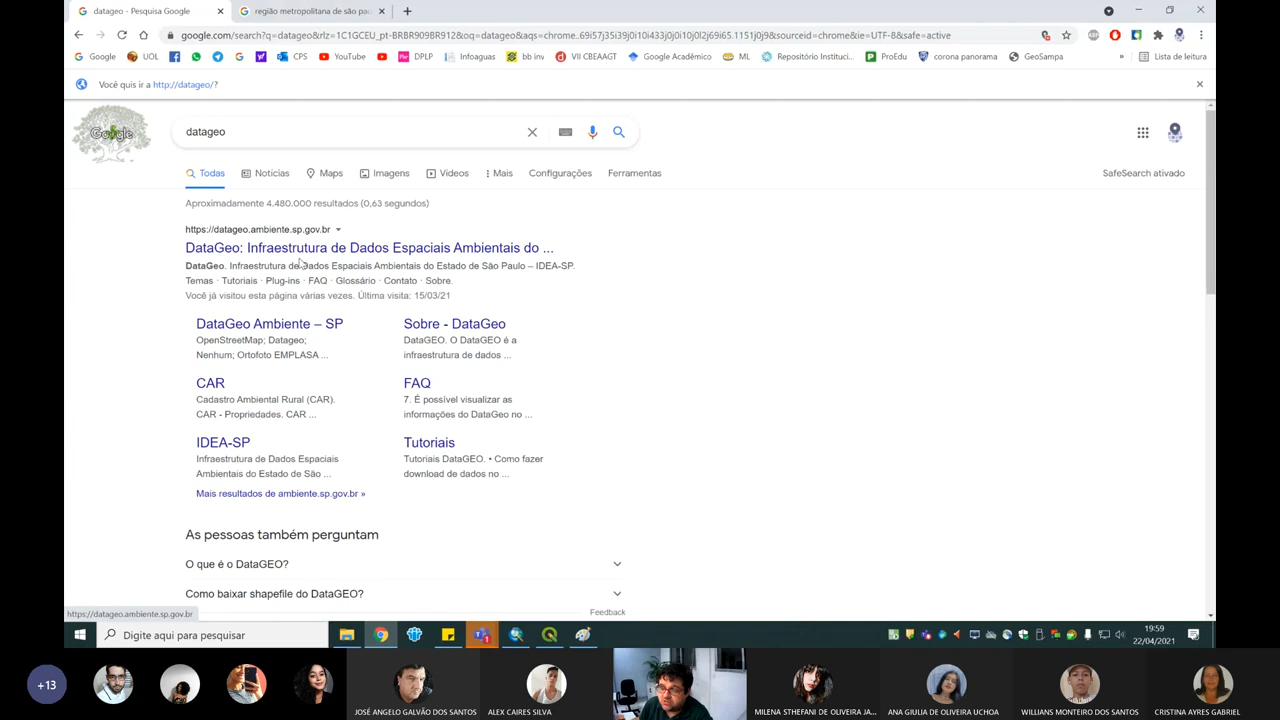 datageo - Pesquisa Google
região metropolitana de são pau
google.com/search?q=datageo&rlz=1C1GCEU_pt-BRBR909BR912&oq=datageo&aqs=chrome..69i57j35i39j0i10i433j0j0i10l2j69i65.1151j0j9&sourceid=chrome&ie=UTF-8&safe=active
Google
UOL
CPS
YouTube
DPLP
Infoaguas
bb inv
VII CBEAAGT
Google Acadêmico
ML
Repositório Instituci...
ProEdu
corona panorama
GeoSampa
»
Lista de leitura
Você quis ir a http://datageo/?
Google
datageo
Todas
Notícias
Maps
Imagens
Vídeos
Mais
Configurações
Ferramentas
SafeSearch ativado
Aproximadamente 4.480.000 resultados (0,63 segundos)
https://datageo.ambiente.sp.gov.br
DataGeo: Infraestrutura de Dados Espaciais Ambientais do ...
DataGeo. Infraestrutura de Dados Espaciais Ambientais do Estado de São Paulo – IDEA-SP.
Temas · Tutoriais · Plug-ins · FAQ · Glossário · Contato · Sobre.
Você já visitou esta página várias vezes. Última visita: 15/03/21
DataGeo Ambiente – SP
OpenStreetMap; Datageo;
Nenhum; Ortofoto EMPLASA ...
Sobre - DataGeo
DataGEO. O DataGEO é a
infraestrutura de dados ...
CAR
Cadastro Ambiental Rural (CAR).
CAR - Propriedades. CAR ...
FAQ
7. É possível visualizar as
informações do DataGeo no ...
IDEA-SP
Infraestrutura de Dados Espaciais
Ambientais do Estado de São ...
Tutoriais
Tutoriais DataGEO. • Como fazer
download de dados no ...
Mais resultados de ambiente.sp.gov.br »
As pessoas também perguntam
O que é o DataGEO?
Como baixar shapefile do DataGEO?
Feedback
https://datageo.ambiente.sp.gov.br
Digite aqui para pesquisar
19:59
22/04/2021
+13
JOSÉ ANGELO GALVÃO DOS SANTOS
ALEX CAIRES SILVA
MILENA STHEFANI DE OLIVEIRA JA...
ANA GIULIA DE OLIVEIRA UCHOA
WILLIANS MONTEIRO DOS SANTOS
CRISTINA AYRES GABRIEL